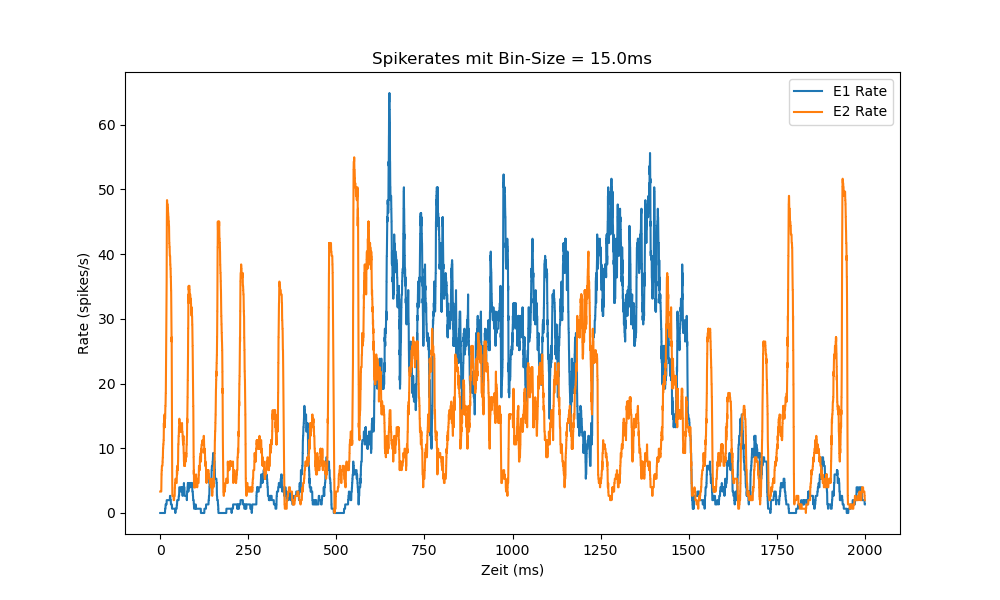 Spikerates mit Bin-Size = 15.0ms
E1 Rate
E2 Rate
60
50
40
30
20
10
0
Rate (spikes/s)
0 250 500 750 1000 1250 1500 1750 2000
Zeit (ms)